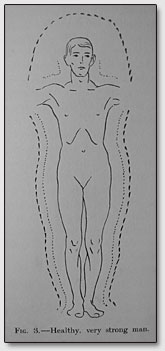 FIG. 3.—Healthy, very strong man.